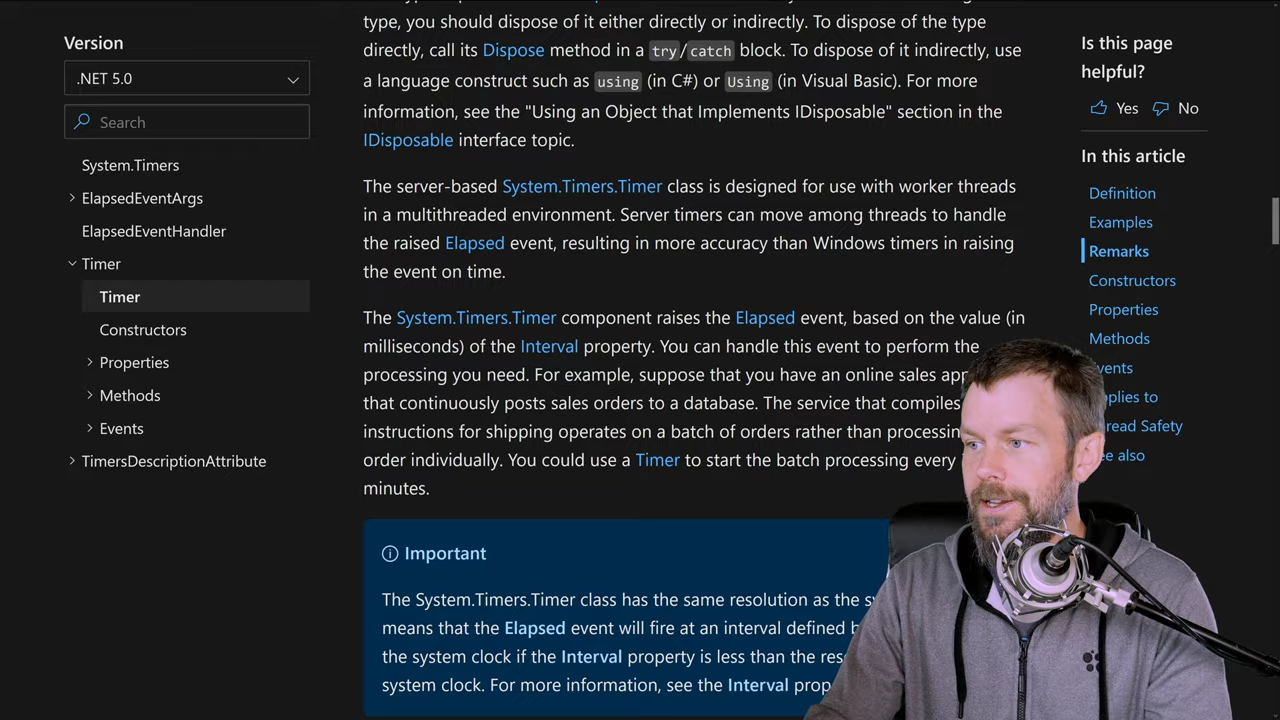 Version
.NET 5.0
Search
System.Timers
ElapsedEventArgs
ElapsedEventHandler
Timer
Timer
Constructors
Properties
Methods
Events
TimersDescriptionAttribute
type, you should dispose of it either directly or indirectly. To dispose of the type
directly, call its Dispose method in a try/catch block. To dispose of it indirectly, use
a language construct such as using (in C#) or Using (in Visual Basic). For more
information, see the "Using an Object that Implements IDisposable" section in the
IDisposable interface topic.
The server-based System.Timers.Timer class is designed for use with worker threads
in a multithreaded environment. Server timers can move among threads to handle
the raised Elapsed event, resulting in more accuracy than Windows timers in raising
the event on time.
The System.Timers.Timer component raises the Elapsed event, based on the value (in
milliseconds) of the Interval property. You can handle this event to perform the
processing you need. For example, suppose that you have an online sales app
that continuously posts sales orders to a database. The service that compiles
instructions for shipping operates on a batch of orders rather than processin
order individually. You could use a Timer to start the batch processing every
minutes.
Important
The System.Timers.Timer class has the same resolution as the sy
means that the Elapsed event will fire at an interval defined b
the system clock if the Interval property is less than the reso
system clock. For more information, see the Interval prop
Is this page
helpful?
Yes No
In this article
Definition
Examples
Remarks
Constructors
Properties
Methods
vents
plies to
read Safety
ee also